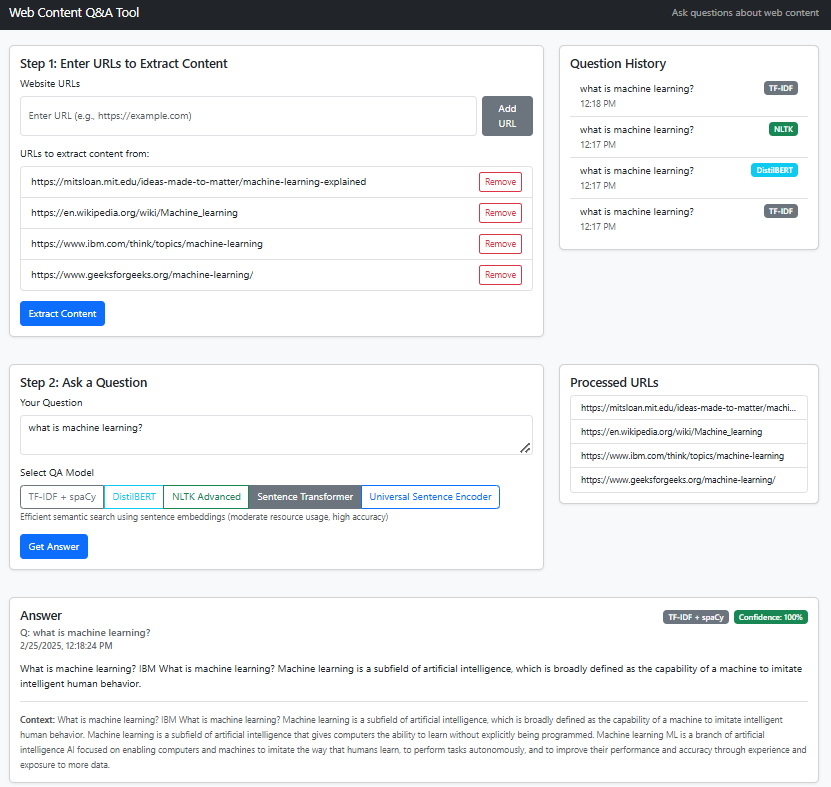 Web Content Q&A Tool
Ask questions about web content
Step 1: Enter URLs to Extract Content
Website URLs
Enter URL (e.g., https://example.com)
Add
URL
URLs to extract content from:
https://mitsloan.mit.edu/ideas-made-to-matter/machine-learning-explained
Remove
https://en.wikipedia.org/wiki/Machine_learning
Remove
https://www.ibm.com/think/topics/machine-learning
Remove
https://www.geeksforgeeks.org/machine-learning/
Remove
Extract Content
Question History
what is machine learning?
TF-IDF
12:18 PM
what is machine learning?
NLTK
12:17 PM
what is machine learning?
DistilBERT
12:17 PM
what is machine learning?
TF-IDF
12:17 PM
Step 2: Ask a Question
Your Question
what is machine learning?
Select QA Model
TF-IDF + spaCy
DistilBERT
NLTK Advanced
Sentence Transformer
Universal Sentence Encoder
Efficient semantic search using sentence embeddings (moderate resource usage, high accuracy)
Get Answer
Processed URLs
https://mitsloan.mit.edu/ideas-made-to-matter/machi...
https://en.wikipedia.org/wiki/Machine_learning
https://www.ibm.com/think/topics/machine-learning
https://www.geeksforgeeks.org/machine-learning/
Answer
TF-IDF + spaCy
Confidence: 100%
Q: what is machine learning?
2/25/2025, 12:18:24 PM
What is machine learning? IBM What is machine learning? Machine learning is a subfield of artificial intelligence, which is broadly defined as the capability of a machine to imitate
intelligent human behavior.
Context: What is machine learning? IBM What is machine learning? Machine learning is a subfield of artificial intelligence, which is broadly defined as the capability of a machine to imitate intelligent
human behavior. Machine learning is a subfield of artificial intelligence that gives computers the ability to learn without explicitly being programmed. Machine learning ML is a branch of artificial
intelligence AI focused on enabling computers and machines to imitate the way that humans learn, to perform tasks autonomously, and to improve their performance and accuracy through experience and
exposure to more data.